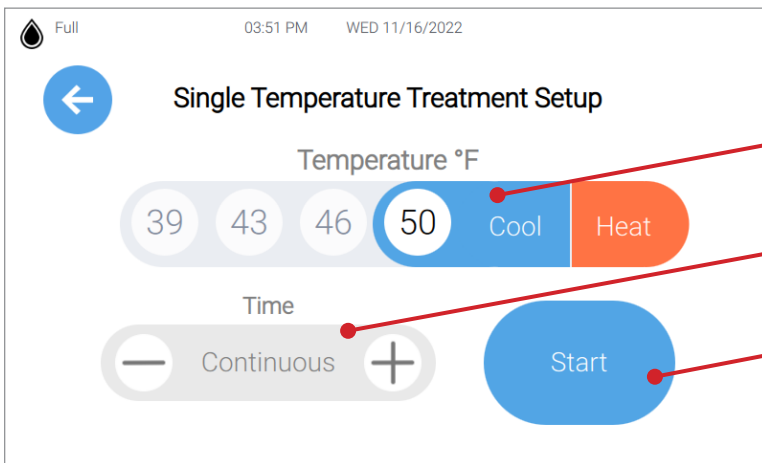 Full 03:51 PM WED 11/16/2022
Single Temperature Treatment Setup
Temperature °F
39 43 46 50 Cool Heat
Time
Continuous
Start